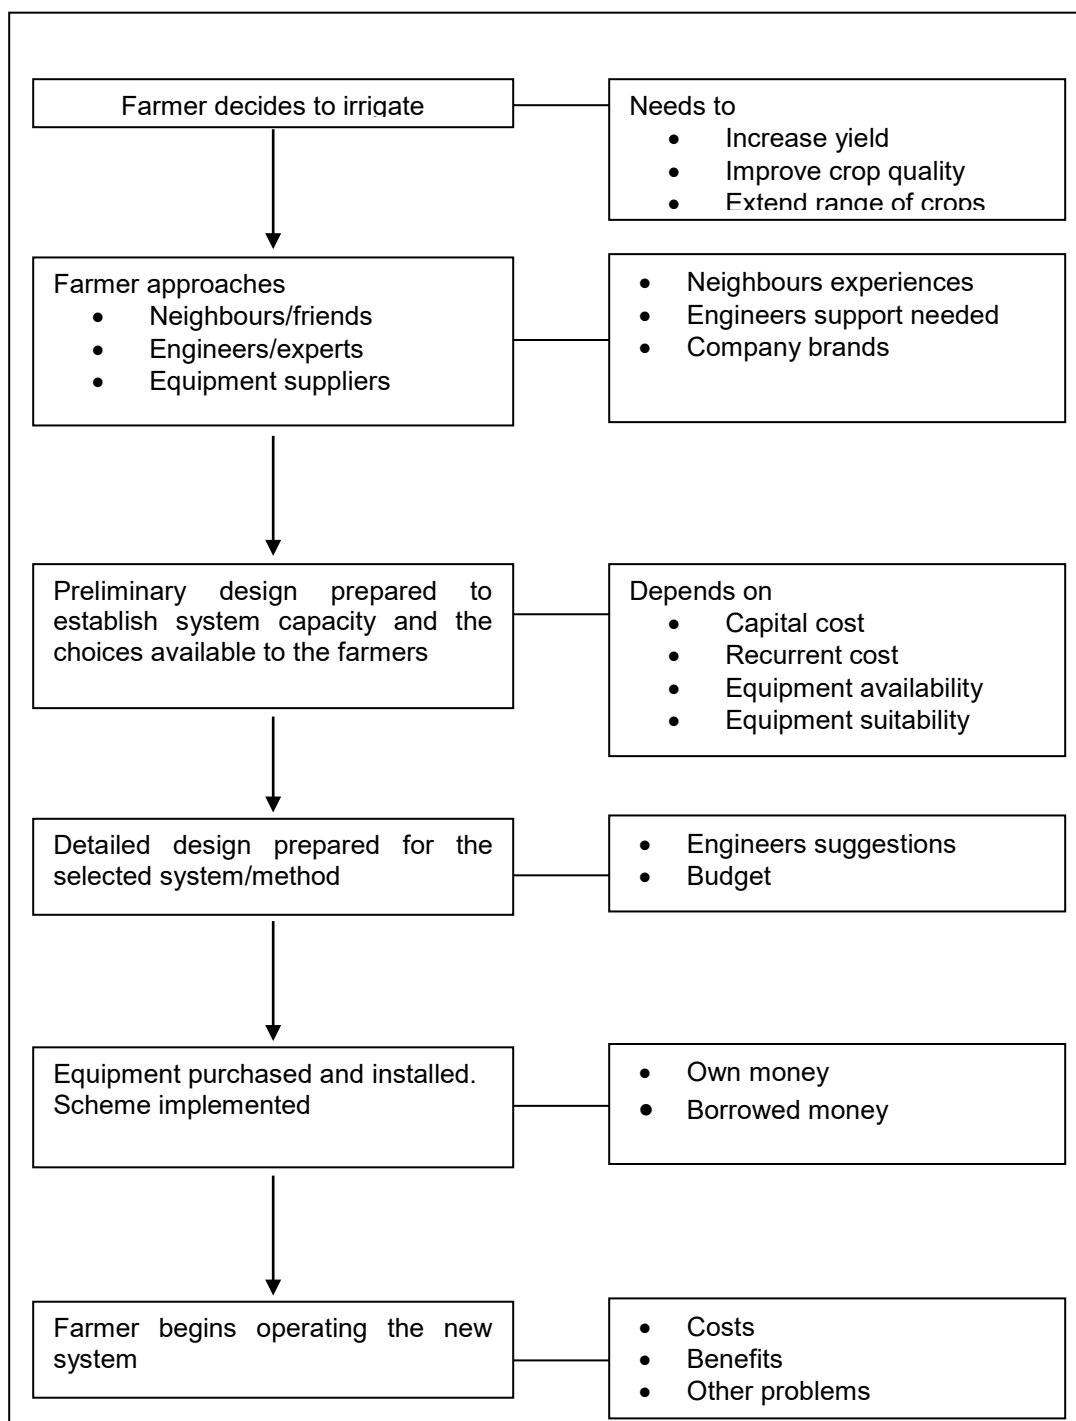 Farmer decides to irrigate
Needs to
• Increase yield
• Improve crop quality
• Extend range of crops
Farmer approaches
• Neighbours/friends
• Engineers/experts
• Equipment suppliers
• Neighbours experiences
• Engineers support needed
• Company brands
Preliminary design prepared to
establish system capacity and the
choices available to the farmers
Depends on
• Capital cost
• Recurrent cost
• Equipment availability
• Equipment suitability
Detailed design prepared for the
selected system/method
• Engineers suggestions
• Budget
Equipment purchased and installed.
Scheme implemented
• Own money
• Borrowed money
Farmer begins operating the new
system
• Costs
• Benefits
• Other problems